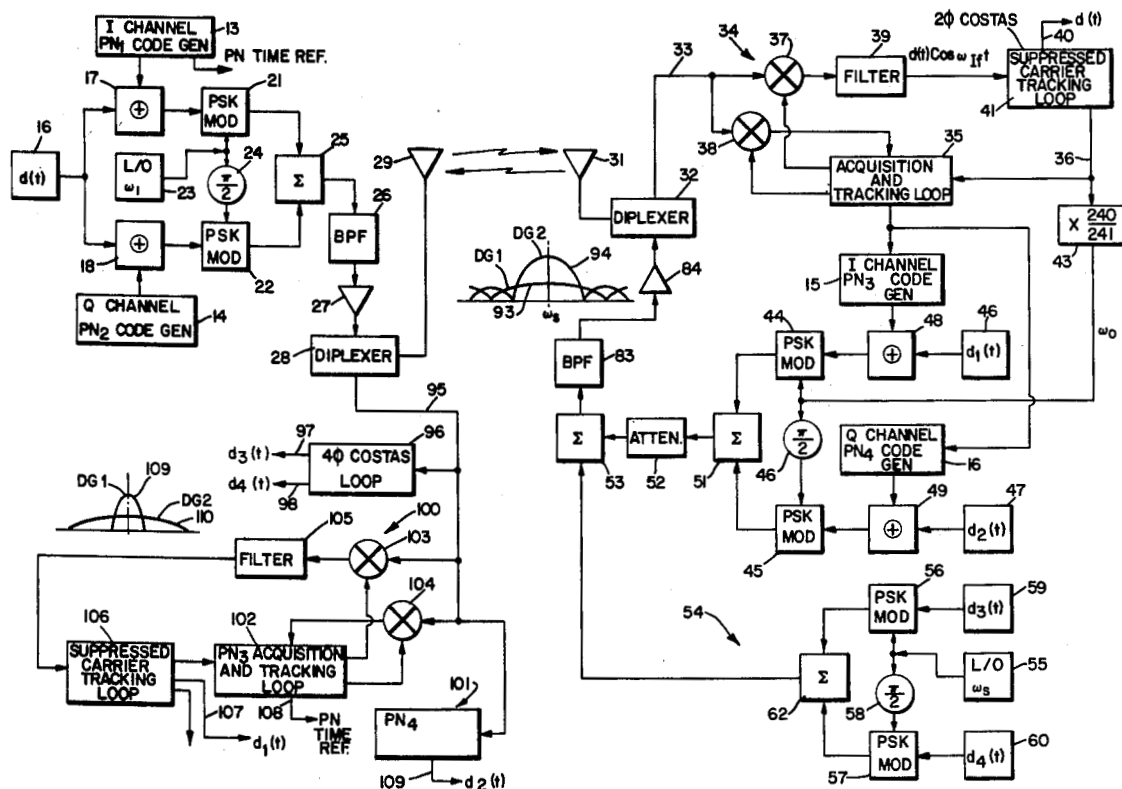 I CHANNEL
PN1 CODE GEN
13
PN TIME REF.
17
⊕
21
PSK
MOD
16
d(t)
L/O
ω1
23
24
π/2
25
Σ
18
⊕
PSK
MOD
22
Q CHANNEL
PN2 CODE GEN
14
26
BPF
27
28
DIPLEXER
29
31
32
DIPLEXER
33
34
37
38
39
FILTER
d(t)Cos ωIf t
2ϕ COSTAS
d(t)
40
SUPPRESSED
CARRIER
TRACKING
LOOP
41
35
ACQUISITION
AND
TRACKING
LOOP
36
X 240/241
43
ω0
84
DG2
DG1
94
93
ωs
83
BPF
I CHANNEL
PN3 CODE
GEN
15
44
PSK
MOD
48
⊕
46
d1(t)
Σ
53
ATTEN.
52
Σ
51
π/2
46
Q CHANNEL
PN4 CODE
GEN
16
PSK
MOD
45
49
⊕
47
d2(t)
54
56
PSK
MOD
59
d3(t)
Σ
62
π/2
58
L/O
ωs
55
PSK
MOD
57
60
d4(t)
95
97
d3(t)
96
4ϕ COSTAS
LOOP
d4(t)
98
109
DG1
DG2
110
105
FILTER
100
103
104
106
SUPPRESSED
CARRIER
TRACKING
LOOP
102
PN3 ACQUISITION
AND TRACKING
LOOP
107
d1(t)
108
PN
TIME
REF.
101
PN4
109
d2(t)